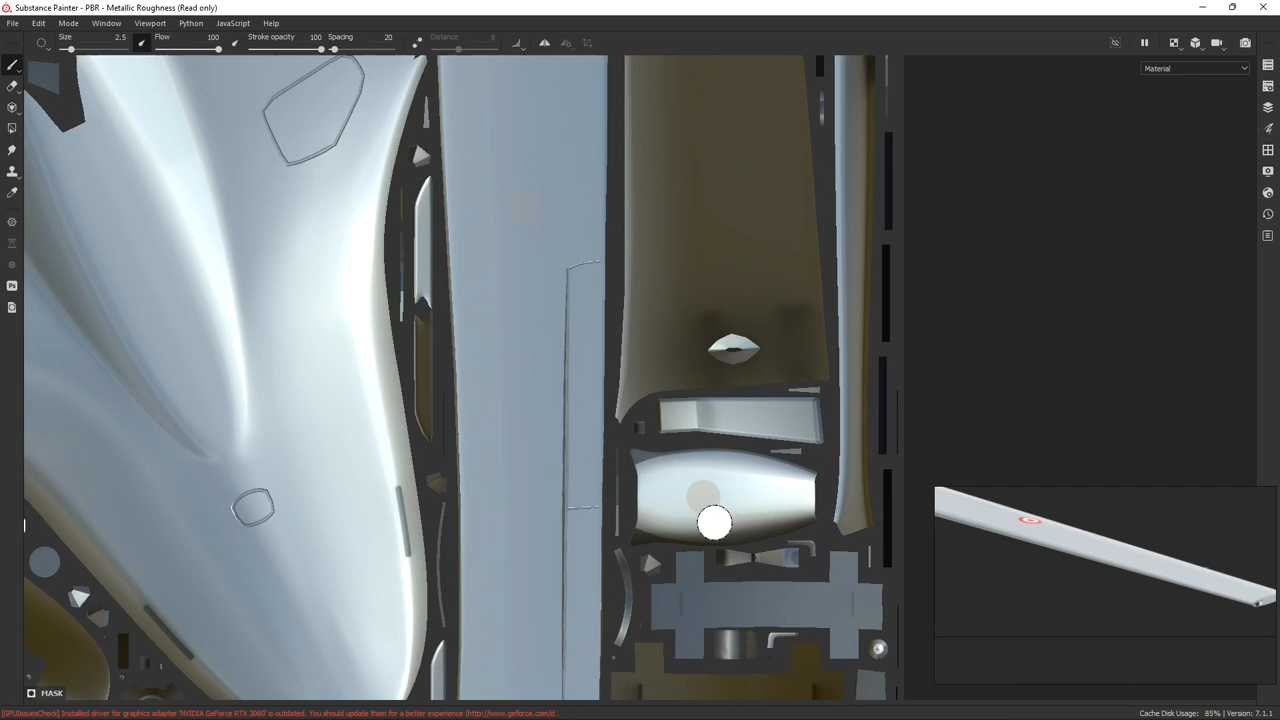 Substance Painter - PBR - Metallic Roughness (Read only)
File Edit Mode Window Viewport Python JavaScript Help
Size 2.5 Flow 100 Stroke opacity 100 Spacing 20 Distance 8
Material
Ps
MASK
[GPUIssuesCheck] Installed driver for graphics adapter 'NVIDIA GeForce RTX 3060' is outdated. You should update them for a better experience (http://www.geforce.com/d...
Cache Disk Usage: 85% | Version: 7.1.1